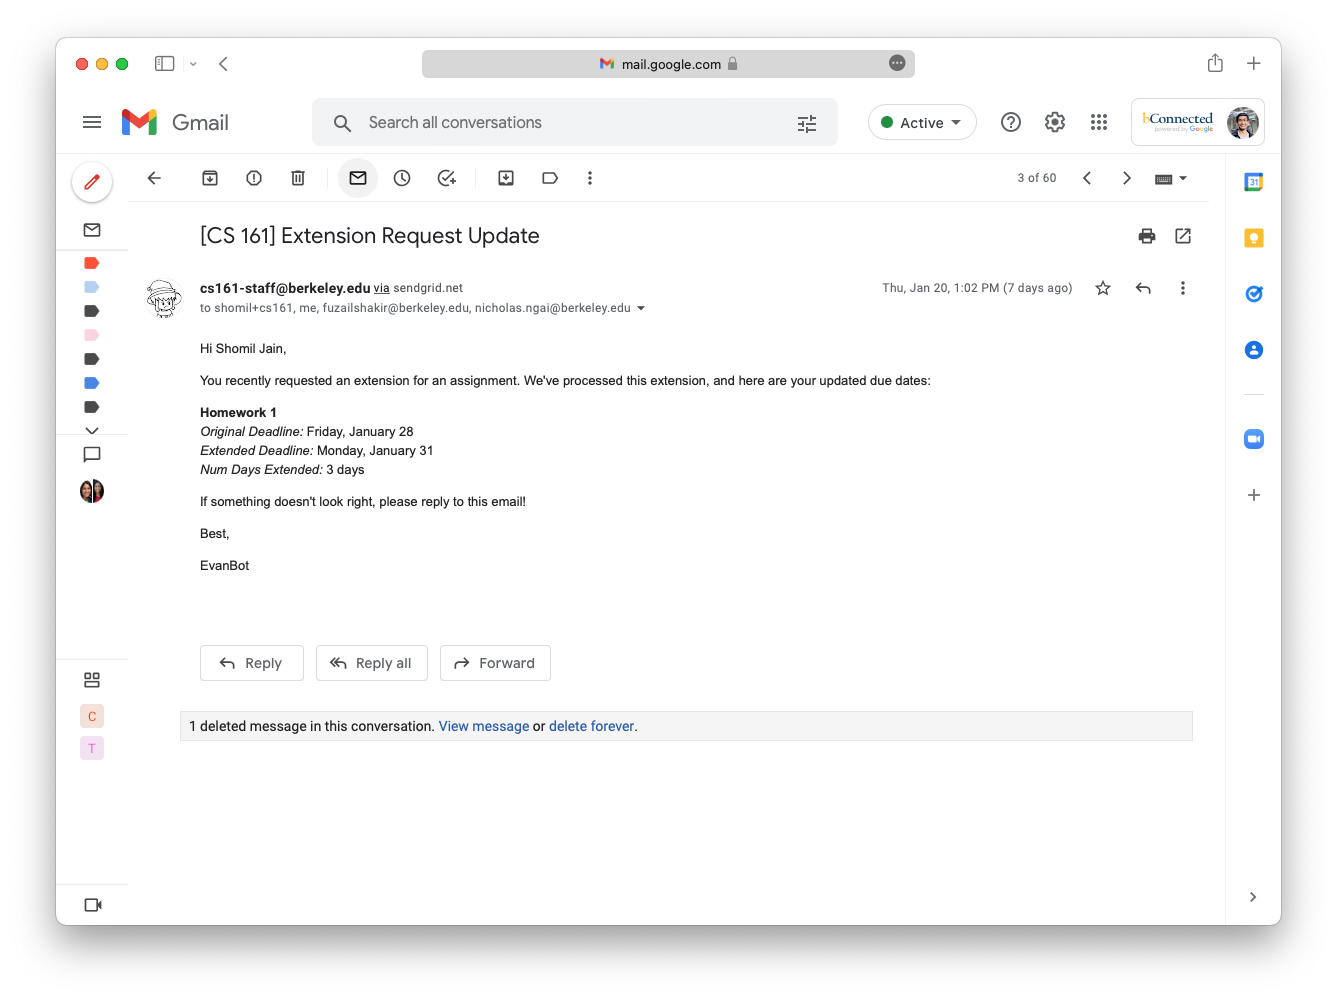 mail.google.com
Gmail
Search all conversations
Active
bConnected
powered by Google
3 of 60
31
[CS 161] Extension Request Update
cs161-staff@berkeley.edu via sendgrid.net
Thu, Jan 20, 1:02 PM (7 days ago)
to shomil+cs161, me, fuzailshakir@berkeley.edu, nicholas.ngai@berkeley.edu
Hi Shomil Jain,
You recently requested an extension for an assignment. We've processed this extension, and here are your updated due dates:
Homework 1
Original Deadline: Friday, January 28
Extended Deadline: Monday, January 31
Num Days Extended: 3 days
If something doesn't look right, please reply to this email!
Best,
EvanBot
Reply
Reply all
Forward
C
T
1 deleted message in this conversation. View message or delete forever.